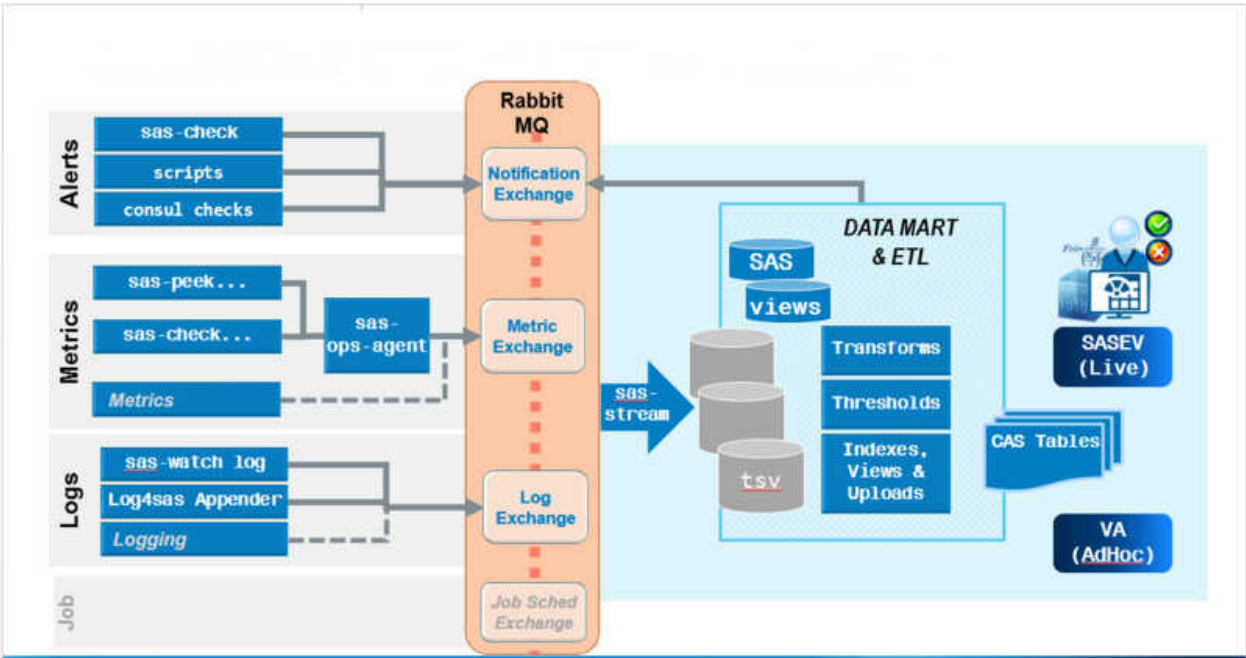 Rabbit
MQ
Alerts
sas-check
scripts
consul checks
Notification
Exchange
Metrics
sas-peek...
sas-check...
Metrics
sas-
ops-agent
Metric
Exchange
Logs
sas-watch log
Log4sas Appender
Logging
Log
Exchange
Job
Job Sched
Exchange
sas-
stream
DATA MART
& ETL
SAS
views
tsv
Transforms
Thresholds
Indexes,
Views &
Uploads
CAS Tables
SASEV
(Live)
VA
(AdHoc)